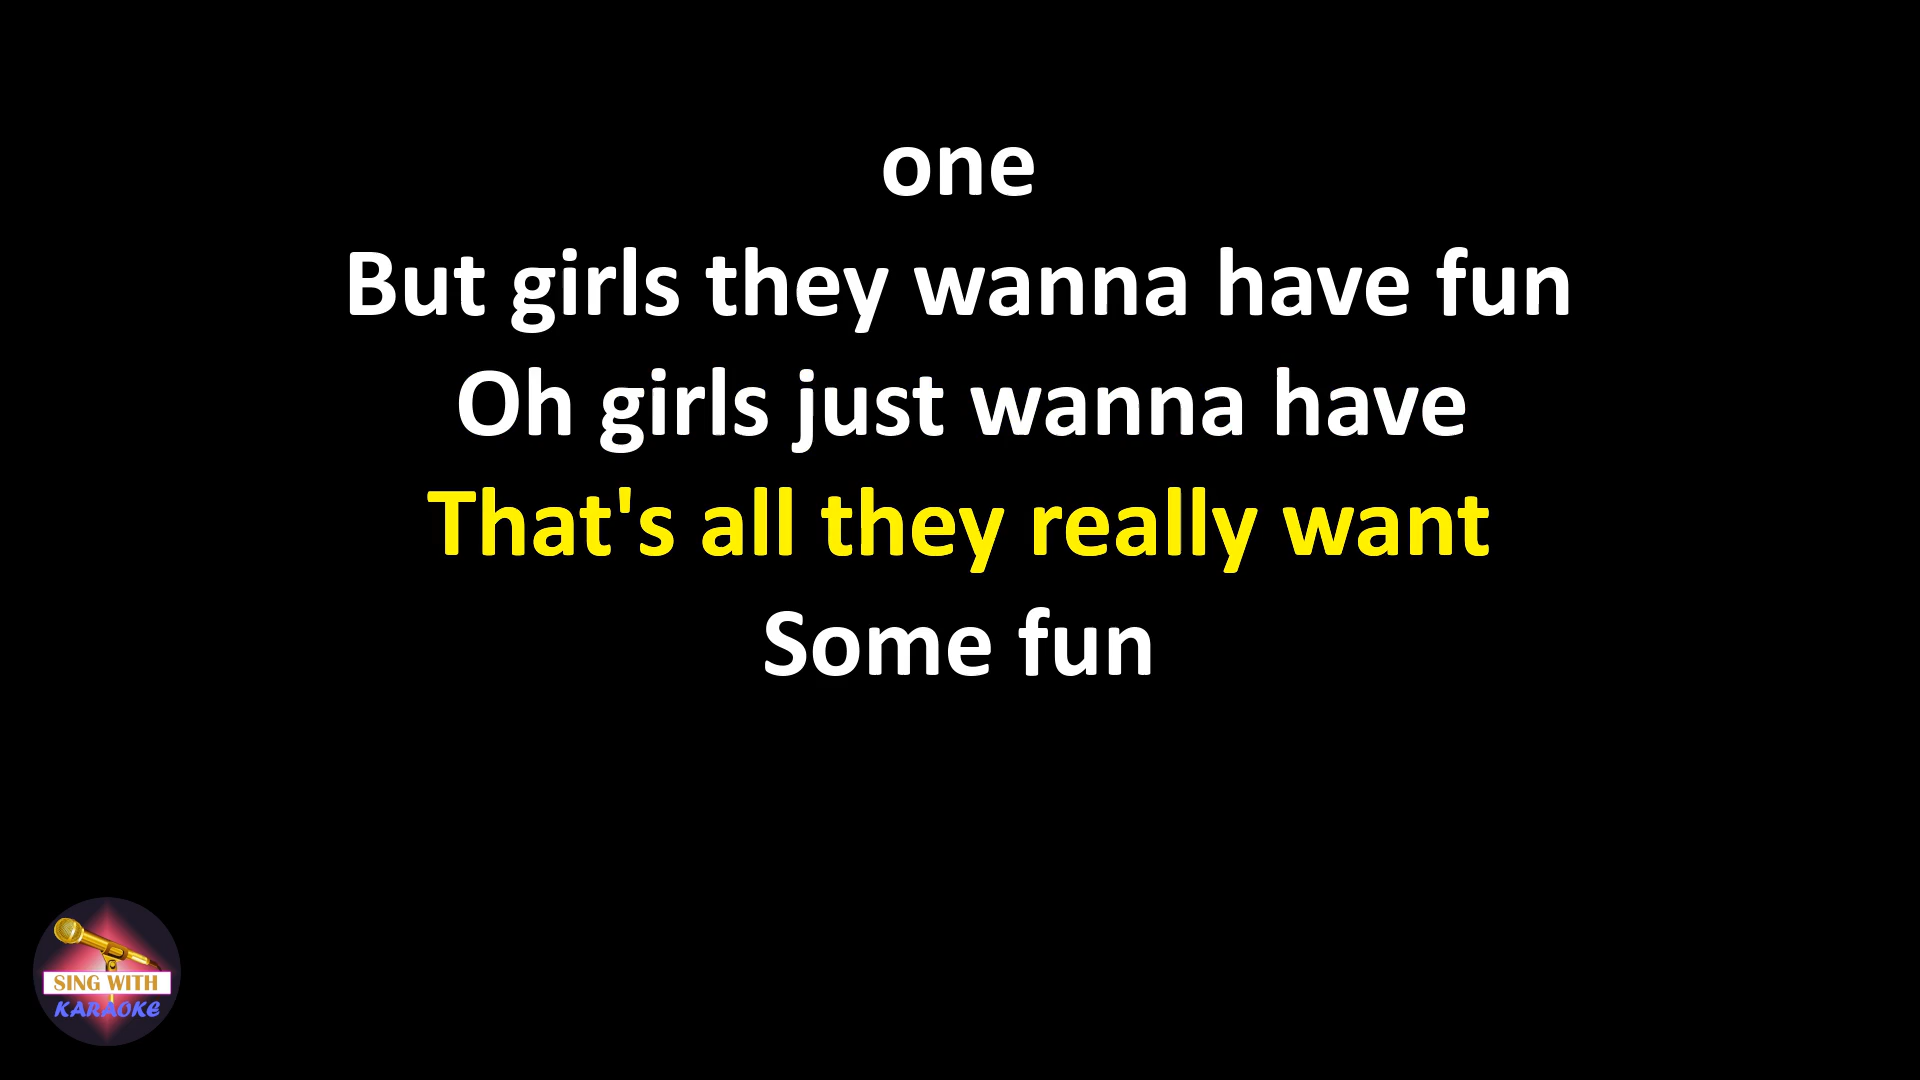 one
But girls they wanna have fun
Oh girls just wanna have
That's all they really want
Some fun
SING WITH
KARAOKE